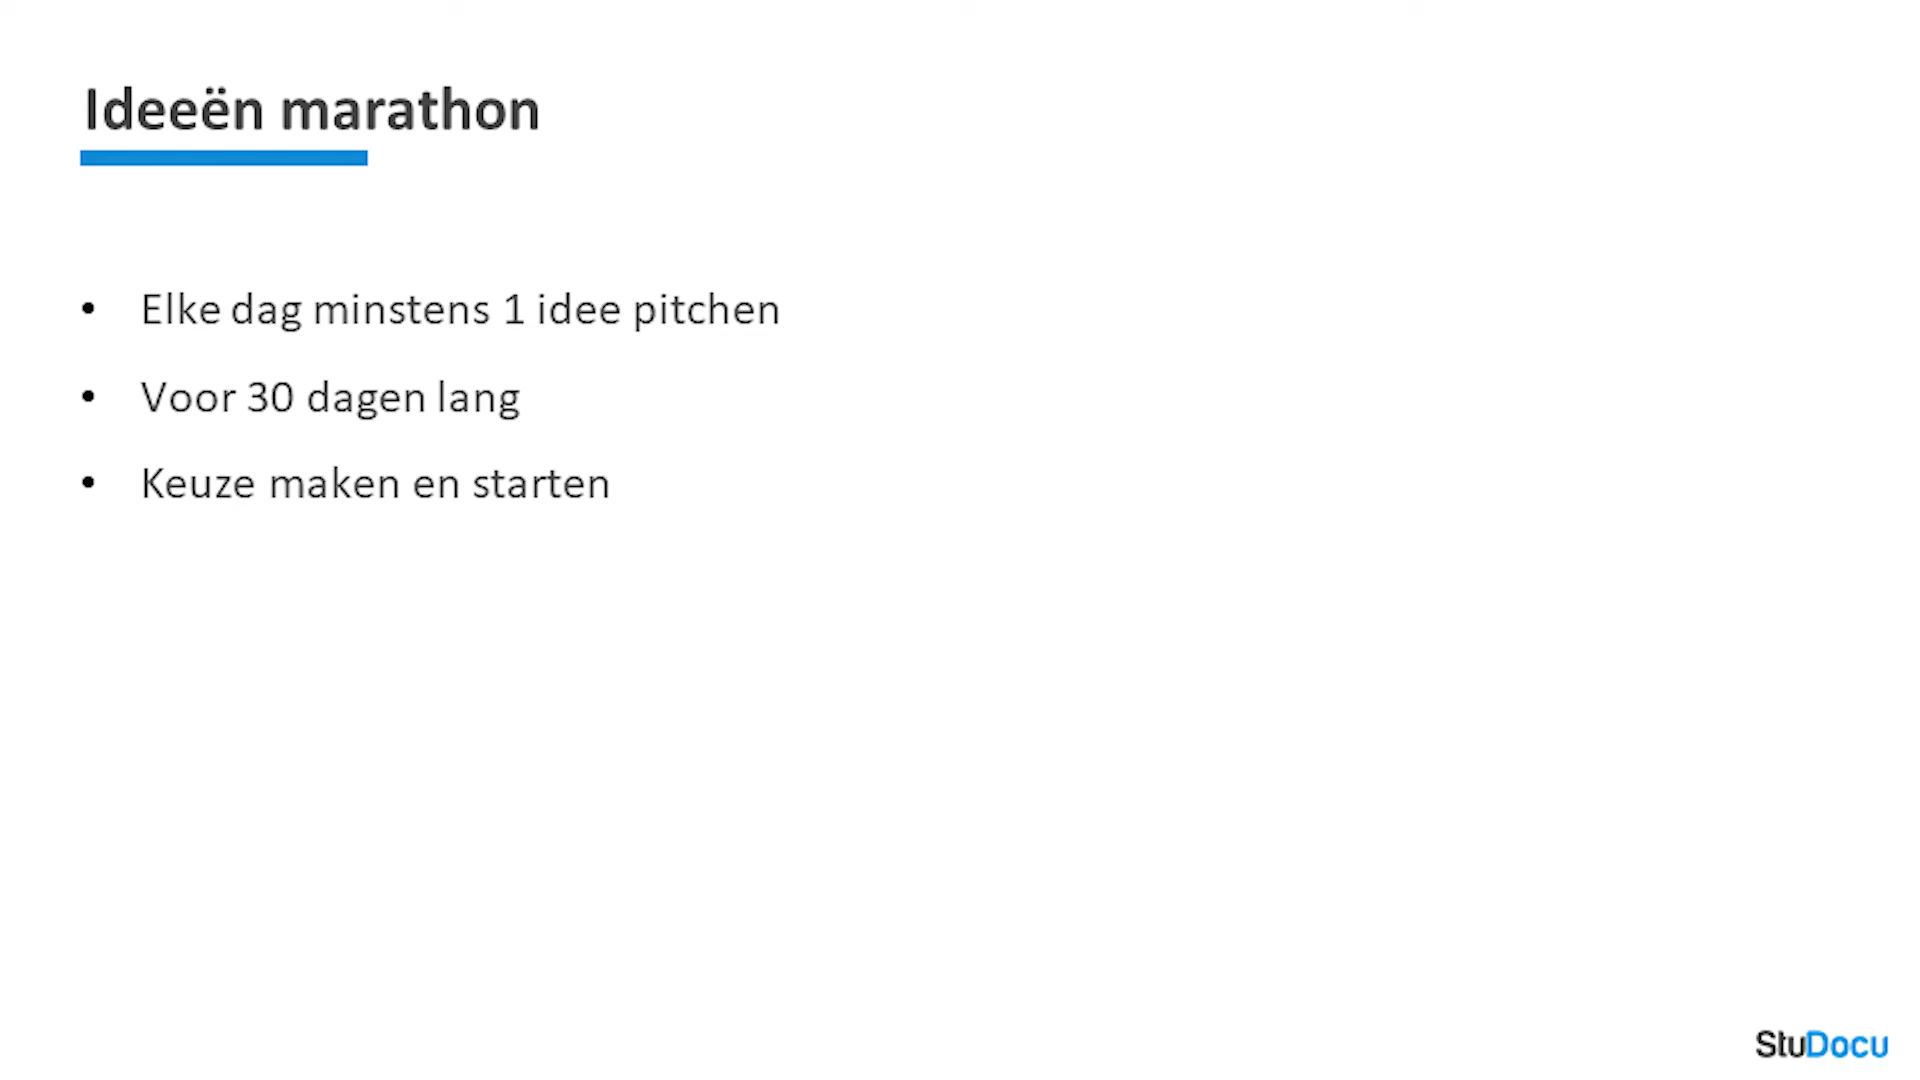 Ideeën marathon
• Elke dag minstens 1 idee pitchen
• Voor 30 dagen lang
• Keuze maken en starten
StuDocu